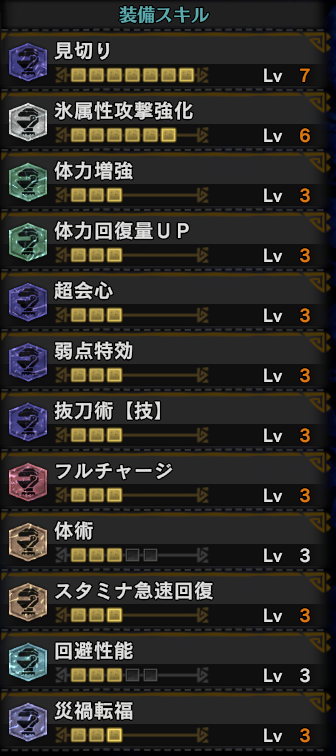 装備スキル
見切り
Lv 7
氷属性攻撃強化
Lv 6
体力増強
Lv 3
体力回復量ＵＰ
Lv 3
超会心
Lv 3
弱点特効
Lv 3
抜刀術【技】
Lv 3
フルチャージ
Lv 3
体術
Lv 3
スタミナ急速回復
Lv 3
回避性能
Lv 3
災禍転福
Lv 3